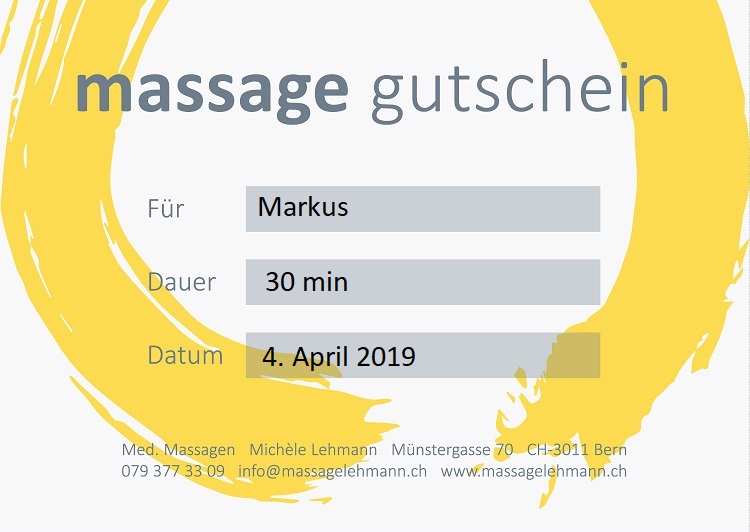 massage gutschein
Für Markus
Dauer 30 min
Datum 4. April 2019
Med. Massagen Michèle Lehmann Münstergasse 70 CH-3011 Bern
079 377 33 09 info@massagelehmann.ch www.massagelehmann.ch